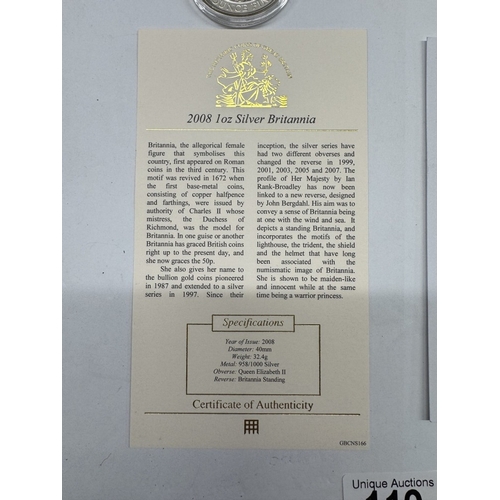 2008 1oz Silver Britannia
Britannia, the allegorical female
figure that symbolises this
country, first appeared on Roman
coins in the third century. This
motif was revived in 1672 when
the first base-metal coins,
consisting of copper halfpence
and farthings, were issued by
authority of Charles II whose
mistress, the Duchess of
Richmond, was the model for
Britannia. In one guise or another
Britannia has graced British coins
right up to the present day, and
she now graces the 50p.
She also gives her name to
the bullion gold coins pioneered
in 1987 and extended to a silver
series in 1997. Since their
inception, the silver series have
had two different obverses and
changed the reverse in 1999,
2001, 2003, 2005 and 2007. The
profile of Her Majesty by Ian
Rank-Broadley has now been
linked to a new reverse, designed
by John Bergdahl. His aim was to
convey a sense of Britannia being
at one with the wind and sea. It
depicts a standing Britannia, and
incorporates the motifs of the
lighthouse, the trident, the shield
and the helmet that have long
been associated with the
numismatic image of Britannia.
She is shown to be maiden-like
and innocent while at the same
time being a warrior princess.
Specifications
Year of Issue: 2008
Diameter: 40mm
Weight: 32.4g
Metal: 958/1000 Silver
Obverse: Queen Elizabeth II
Reverse: Britannia Standing
Certificate of Authenticity
GBCNS166
Unique Auctions